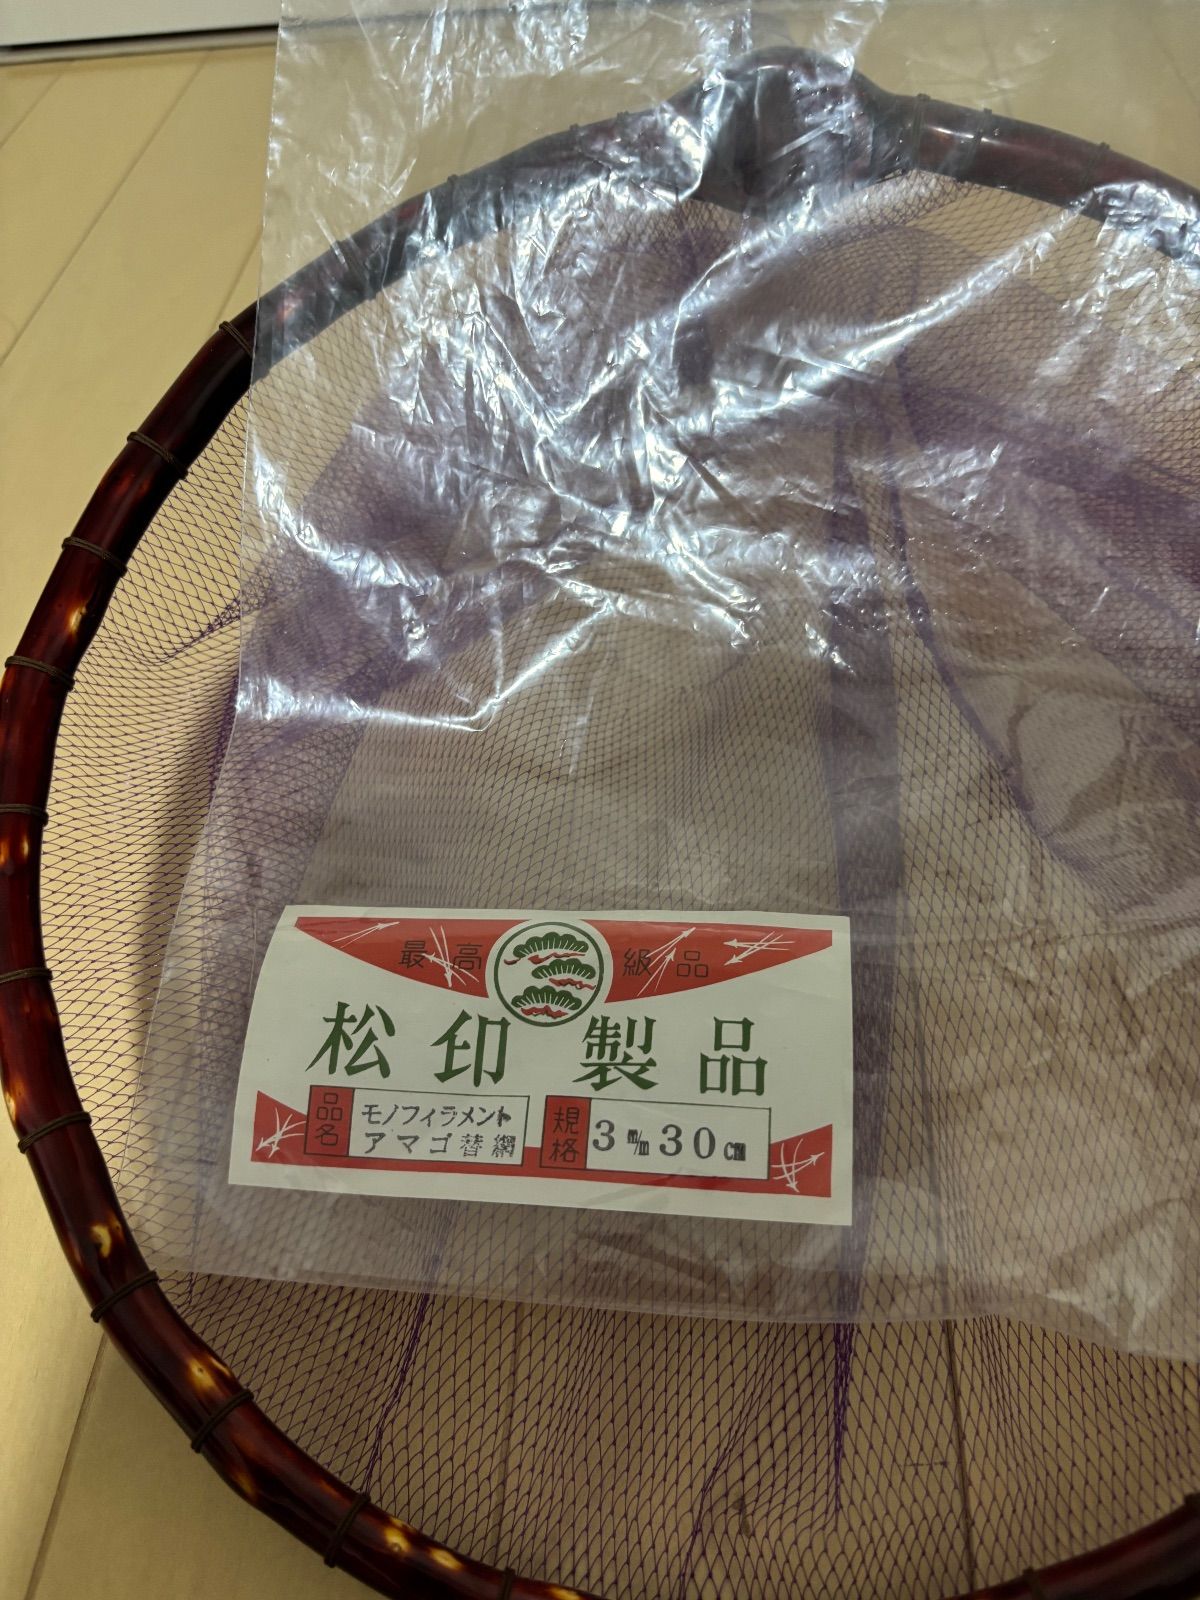 最高級品
松印製品
品名 モノフィラメント
アマゴ替網
規格 3m/m30cm